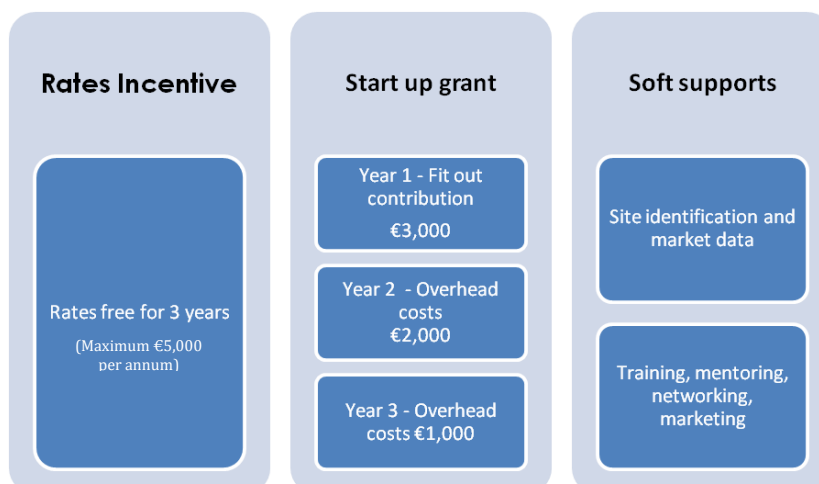 Rates Incentive
Rates free for 3 years
(Maximum €5,000
per annum)
Start up grant
Year 1 - Fit out
contribution
€3,000
Year 2 - Overhead
costs
€2,000
Year 3 - Overhead
costs €1,000
Soft supports
Site identification and
market data
Training, mentoring,
networking,
marketing